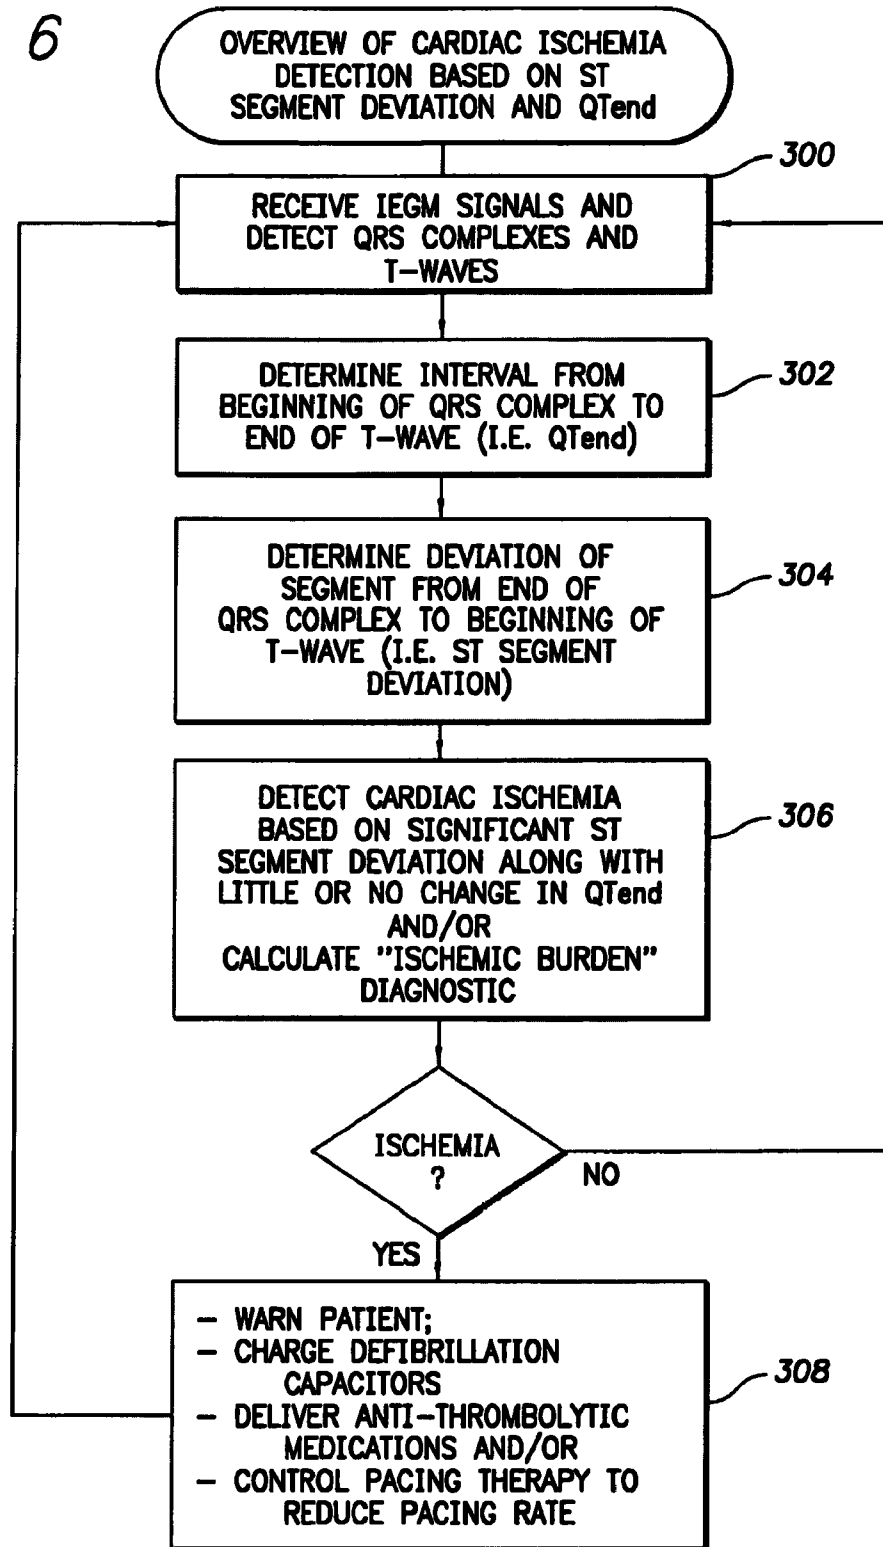 6
OVERVIEW OF CARDIAC ISCHEMIA
DETECTION BASED ON ST
SEGMENT DEVIATION AND QTend
300
RECEIVE IEGM SIGNALS AND
DETECT QRS COMPLEXES AND
T-WAVES
302
DETERMINE INTERVAL FROM
BEGINNING OF QRS COMPLEX TO
END OF T-WAVE (I.E. QTend)
304
DETERMINE DEVIATION OF
SEGMENT FROM END OF
QRS COMPLEX TO BEGINNING OF
T-WAVE (I.E. ST SEGMENT
DEVIATION)
306
DETECT CARDIAC ISCHEMIA
BASED ON SIGNIFICANT ST
SEGMENT DEVIATION ALONG WITH
LITTLE OR NO CHANGE IN QTend
AND/OR
CALCULATE "ISCHEMIC BURDEN"
DIAGNOSTIC
ISCHEMIA
?
NO
YES
308
- WARN PATIENT;
- CHARGE DEFIBRILLATION
CAPACITORS
- DELIVER ANTI-THROMBOLYTIC
MEDICATIONS AND/OR
- CONTROL PACING THERAPY TO
REDUCE PACING RATE